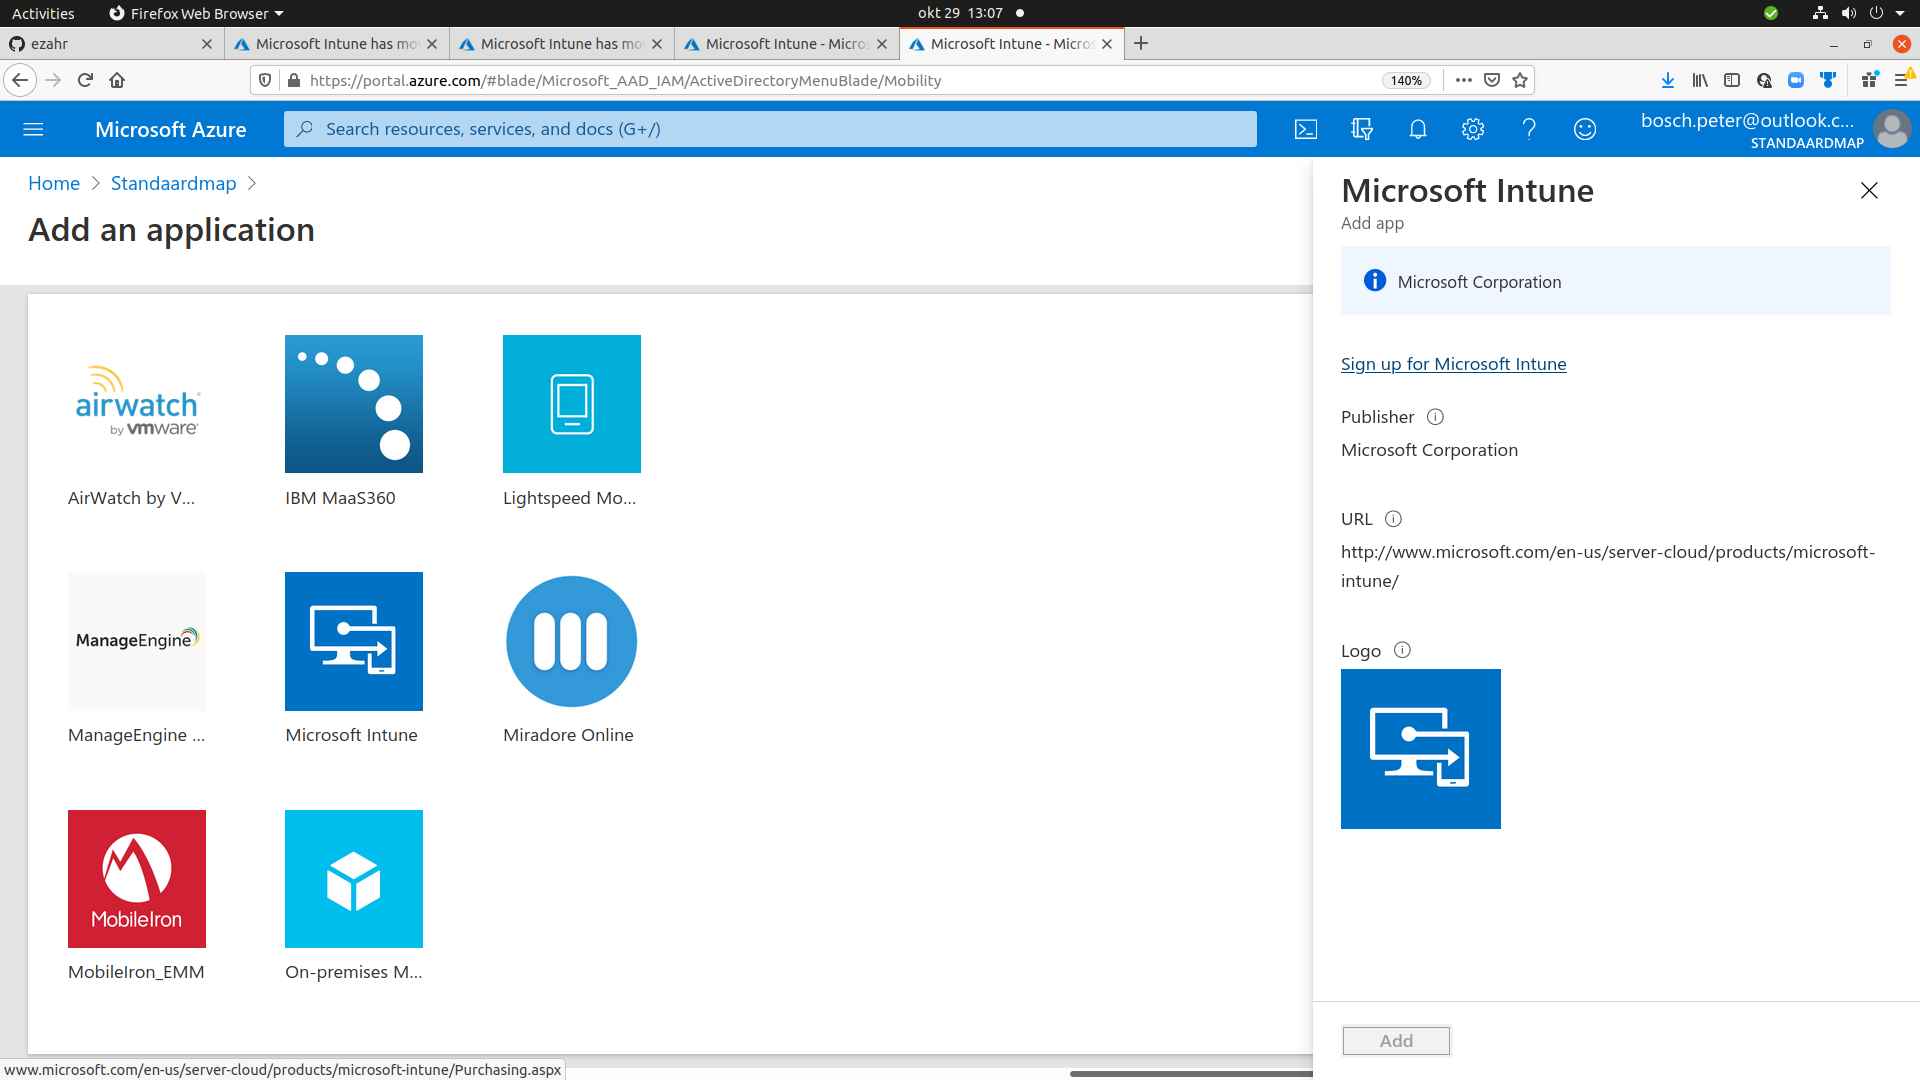 Activities
Firefox Web Browser
okt 29 13:07
ezahr
Microsoft Intune has mo
Microsoft Intune has mo
Microsoft Intune - Micros
Microsoft Intune - Micros
https://portal.azure.com/#blade/Microsoft_AAD_IAM/ActiveDirectoryMenuBlade/Mobility
140%
Microsoft Azure
Search resources, services, and docs (G+/)
bosch.peter@outlook.c...
STANDAARDMAP
Home
Standaardmap
Add an application
airwatch
by vmware
AirWatch by V...
IBM MaaS360
Lightspeed Mo...
ManageEngine
ManageEngine ...
Microsoft Intune
Miradore Online
MobileIron
MobileIron_EMM
On-premises M...
Microsoft Intune
Add app
Microsoft Corporation
Sign up for Microsoft Intune
Publisher
Microsoft Corporation
URL
http://www.microsoft.com/en-us/server-cloud/products/microsoft-
intune/
Logo
Add
www.microsoft.com/en-us/server-cloud/products/microsoft-intune/Purchasing.aspx